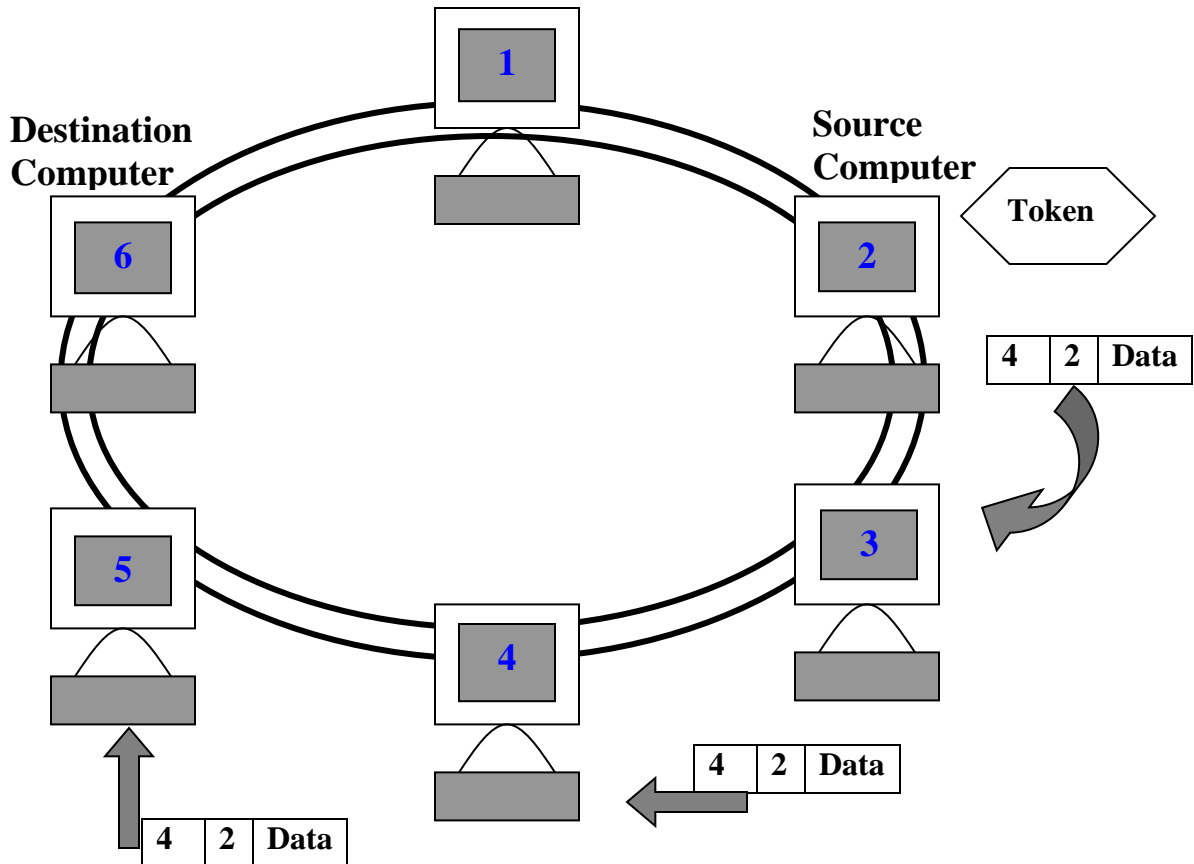 1
Destination
Computer
Source
Computer
Token
6
2
4 2 Data
5
3
4
4 2 Data
4 2 Data